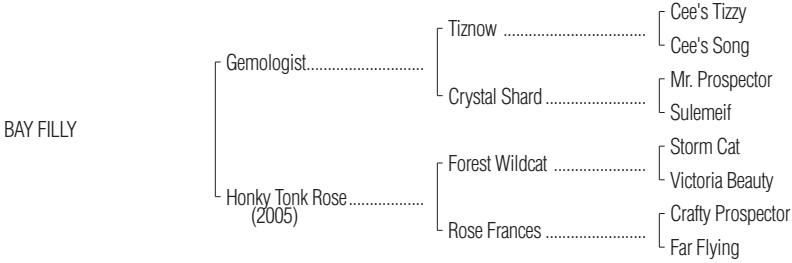 Cee's Tizzy
Tiznow ................................
Cee's Song
Gemologist..........................
Mr. Prospector
Crystal Shard ......................
Sulemeif
BAY FILLY
Storm Cat
Forest Wildcat ....................
Victoria Beauty
Honky Tonk Rose.................
(2005)
Crafty Prospector
Rose Frances ......................
Far Flying